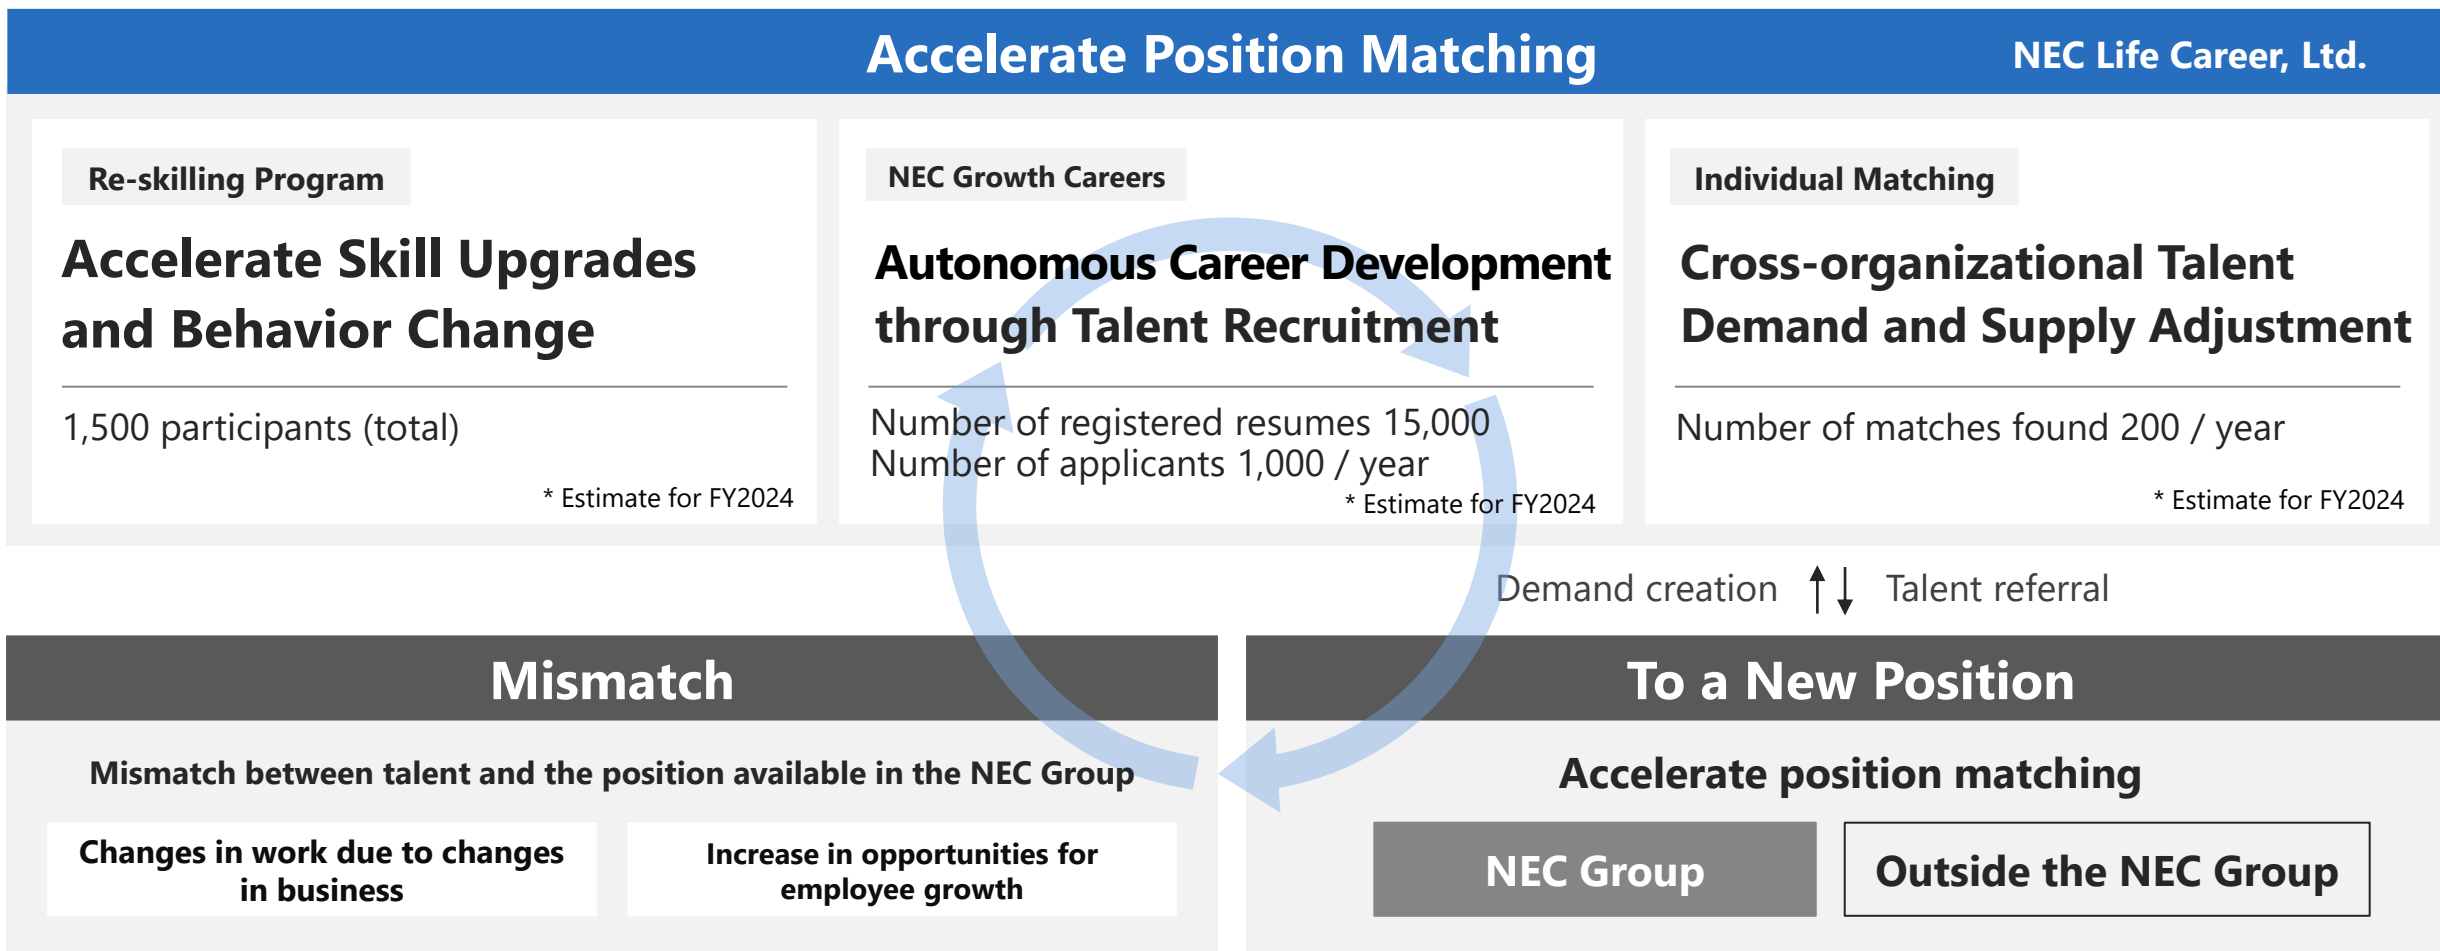 Accelerate Position Matching
NEC Life Career, Ltd.
Re-skilling Program
Accelerate Skill Upgrades
and Behavior Change
1,500 participants (total)
* Estimate for FY2024
NEC Growth Careers
Autonomous Career Development
through Talent Recruitment
Number of registered resumes 15,000
Number of applicants 1,000 / year
* Estimate for FY2024
Individual Matching
Cross-organizational Talent
Demand and Supply Adjustment
Number of matches found 200 / year
* Estimate for FY2024
Demand creation
Talent referral
Mismatch
Mismatch between talent and the position available in the NEC Group
Changes in work due to changes
in business
Increase in opportunities for
employee growth
To a New Position
Accelerate position matching
NEC Group
Outside the NEC Group